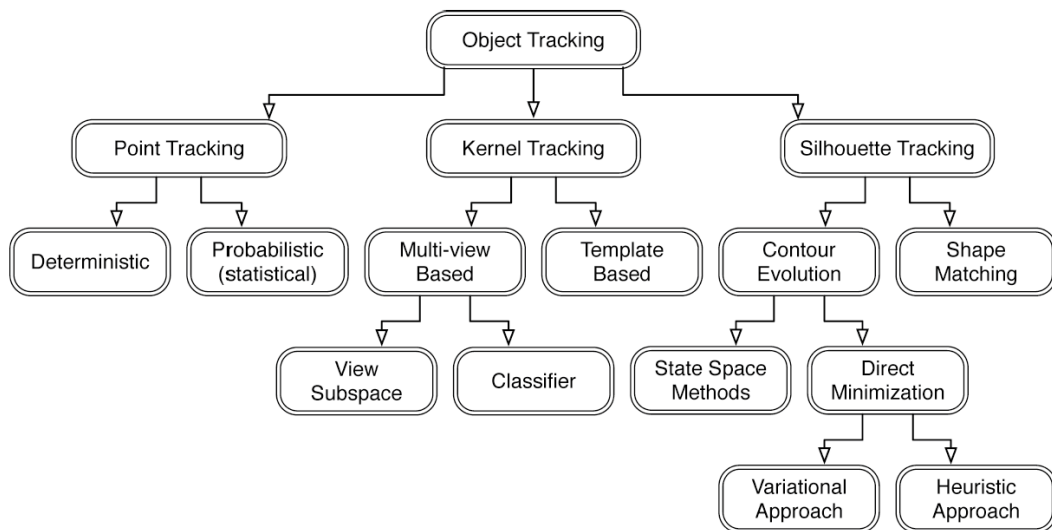 Object Tracking
Point Tracking
Kernel Tracking
Silhouette Tracking
Deterministic
Probabilistic
(statistical)
Multi-view
Based
Template
Based
Contour
Evolution
Shape
Matching
View
Subspace
Classifier
State Space
Methods
Direct
Minimization
Variational
Approach
Heuristic
Approach